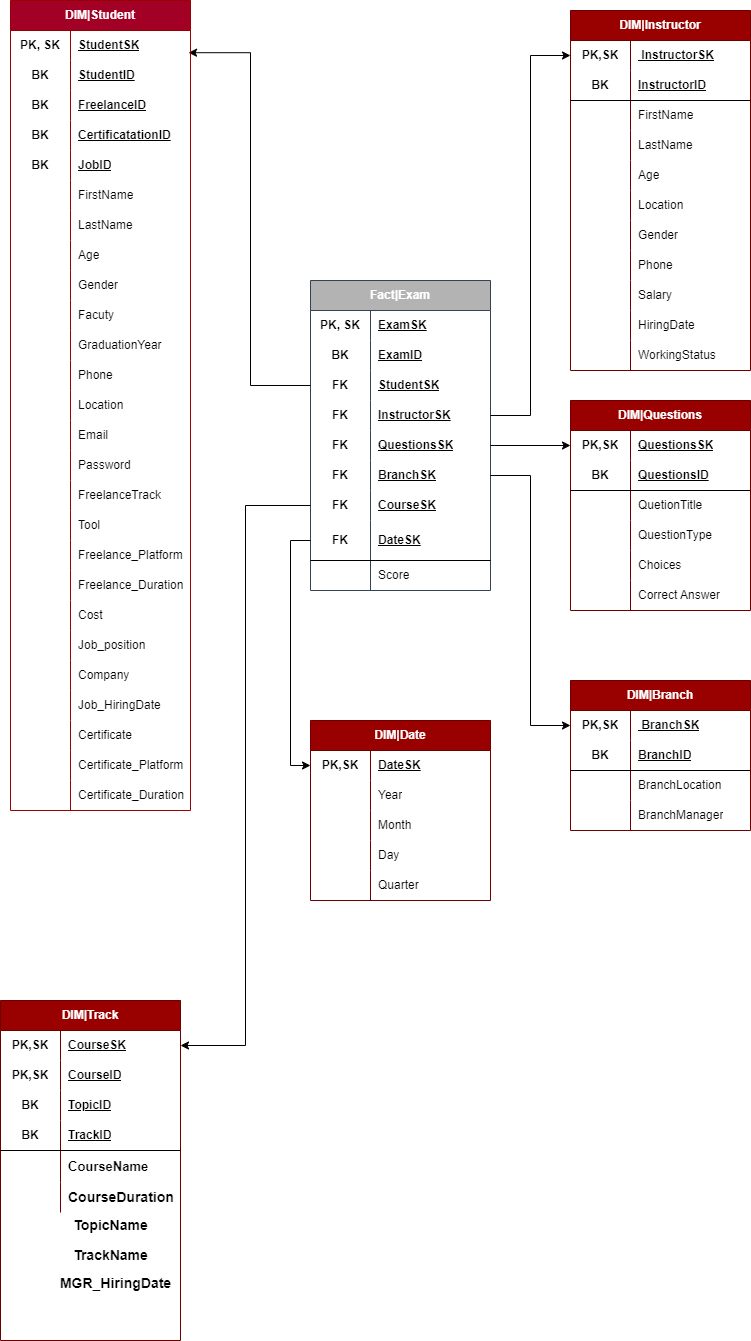 DIM|Student
PK, SK StudentSK
BK StudentID
BK FreelanceID
BK CertificatationID
BK JobID
FirstName
LastName
Age
Gender
Facuty
GraduationYear
Phone
Location
Email
Password
FreelanceTrack
Tool
Freelance_Platform
Freelance_Duration
Cost
Job_position
Company
Job_HiringDate
Certificate
Certificate_Platform
Certificate_Duration
Fact|Exam
PK, SK ExamSK
BK ExamID
FK StudentSK
FK InstructorSK
FK QuestionsSK
FK BranchSK
FK CourseSK
FK DateSK
Score
DIM|Instructor
PK,SK InstructorSK
BK InstructorID
FirstName
LastName
Age
Location
Gender
Phone
Salary
HiringDate
WorkingStatus
DIM|Questions
PK,SK QuestionsSK
BK QuestionsID
QuetionTitle
QuestionType
Choices
Correct Answer
DIM|Branch
PK,SK BranchSK
BK BranchID
BranchLocation
BranchManager
DIM|Date
PK,SK DateSK
Year
Month
Day
Quarter
DIM|Track
PK,SK CourseSK
PK,SK CourseID
BK TopicID
BK TrackID
CourseName
CourseDuration
TopicName
TrackName
MGR_HiringDate